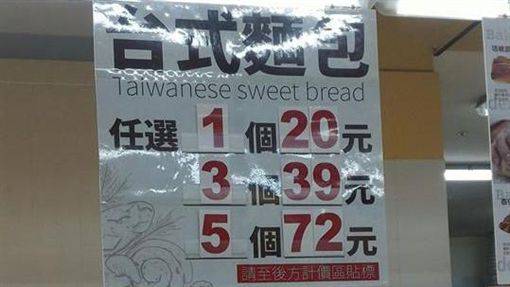 台式麵包
Taiwanese sweet bread
任選 1 個 20 元
3 個 39 元
5 個 72 元
請至後方計價區貼標